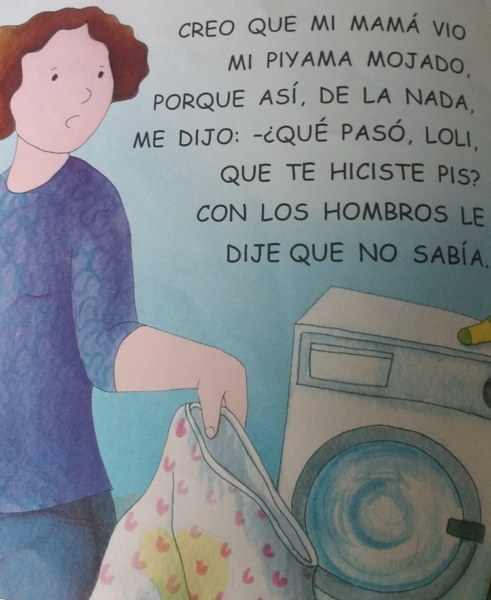 CREO QUE MI MAMÁ VIO
MI PIYAMA MOJADO,
PORQUE ASÍ, DE LA NADA,
ME DIJO: -¿QUÉ PASÓ, LOLI,
QUE TE HICISTE PIS?
CON LOS HOMBROS LE
DIJE QUE NO SABÍA.